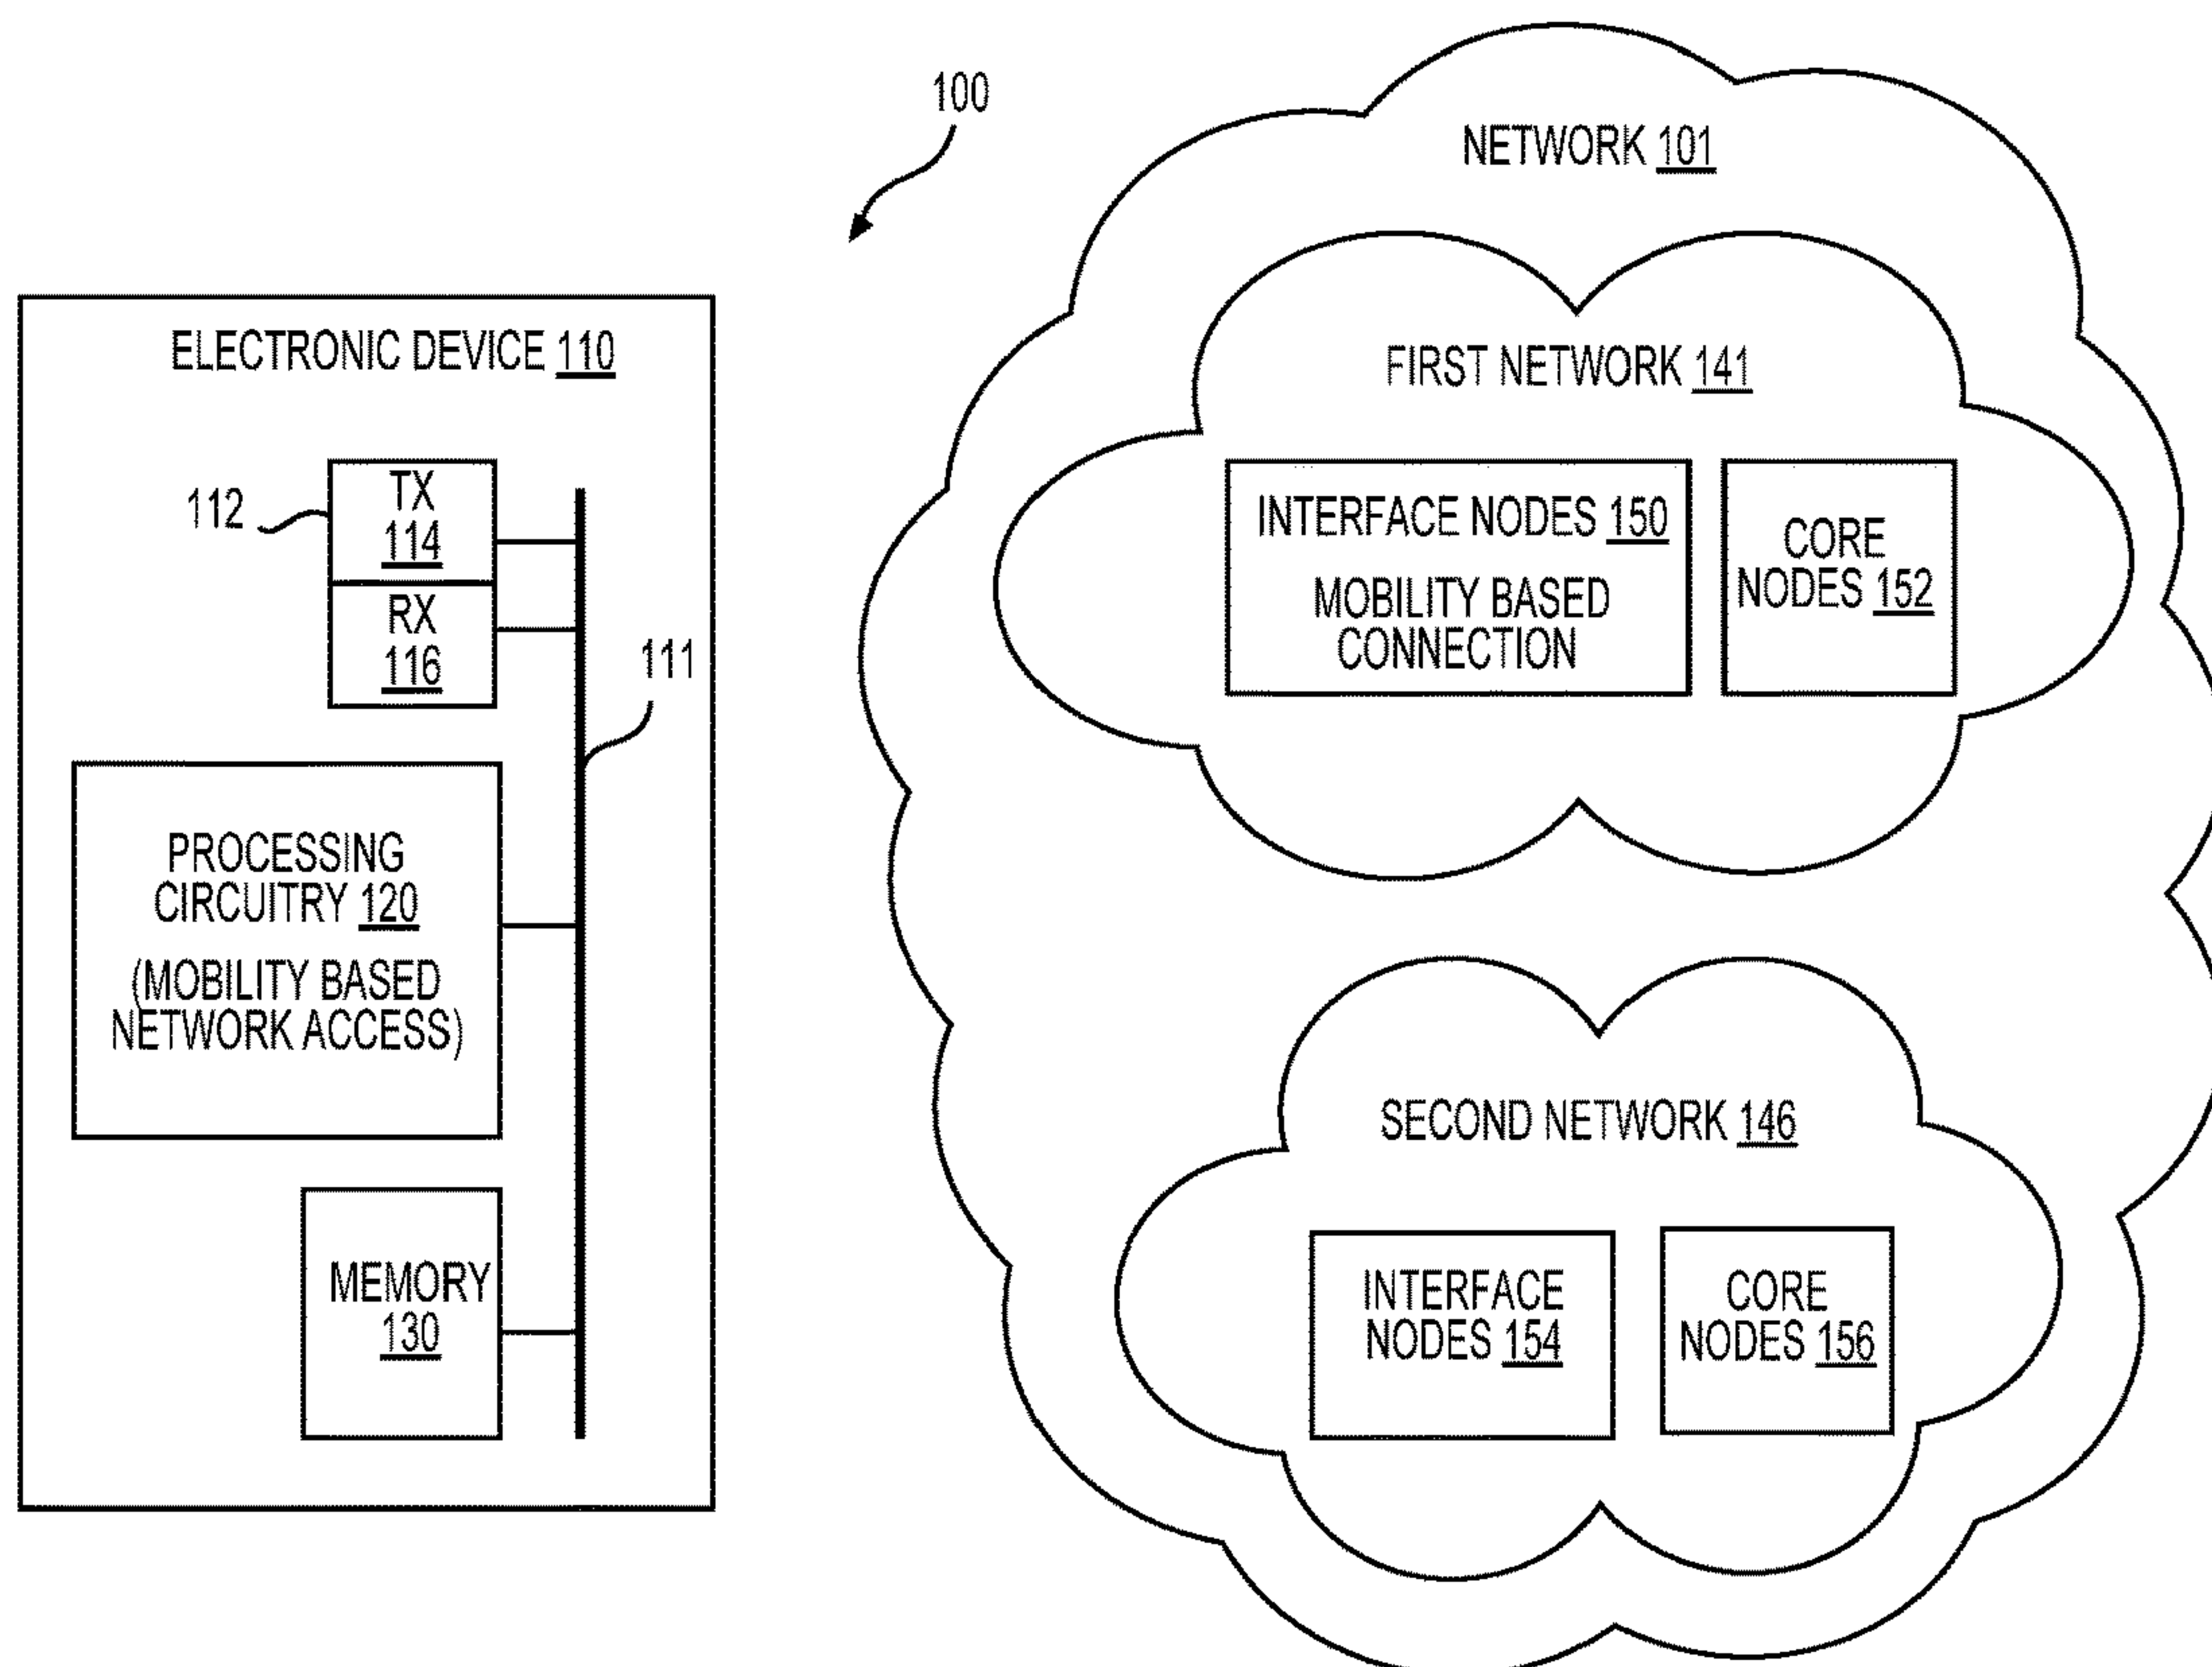 100
NETWORK 101
ELECTRONIC DEVICE 110
FIRST NETWORK 141
112
TX
114
RX
116
111
INTERFACE NODES 150
MOBILITY BASED
CONNECTION
CORE
NODES 152
PROCESSING
CIRCUITRY 120
(MOBILITY BASED
NETWORK ACCESS)
SECOND NETWORK 146
MEMORY
130
INTERFACE
NODES 154
CORE
NODES 156